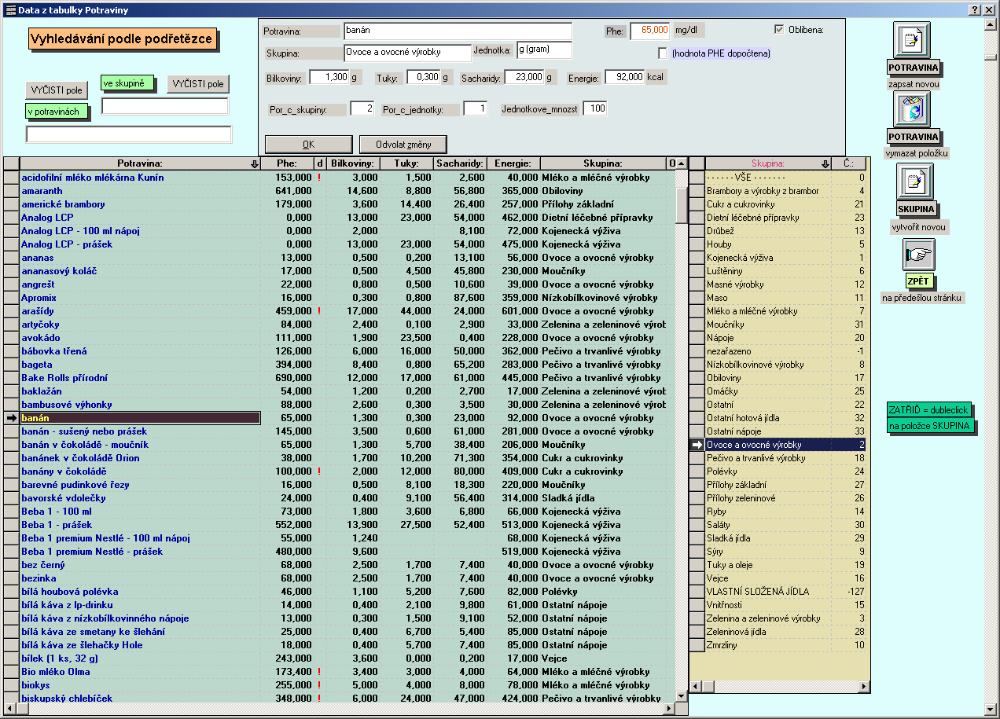 Data z tabulky Potraviny
Vyhledávání podle podřetězce
VYČISTI pole
ve skupině
VYČISTI pole
v potravinách
Potravina: banán
Phe: 65,000 mg/dl
Oblibena:
Skupina: Ovoce a ovocné výrobky
Jednotka: g (gram)
(hodnota PHE dopočtena)
Bilkoviny: 1,300 g Tuky: 0,300 g Sacharidy: 23,000 g Energie: 92,000 kcal
Por_c_skupiny: 2 Por_c_jednotky: 1 Jednotkove_mnozst 100
OK
Odvolat změny
Potravina: Phe: d Bílkoviny: Tuky: Sacharidy: Energie: Skupina: O
acidofilní mléko mlékárna Kunín 153,000 ! 3,000 1,500 2,600 40,000 Mléko a mléčné výrobky
amaranth 641,000 14,600 8,800 56,800 365,000 Obiloviny
americké brambory 179,000 3,600 14,400 26,400 257,000 Přílohy základní
Analog LCP 0,000 13,000 23,000 54,000 462,000 Dietní léčebné přípravky
Analog LCP - 100 ml nápoj 0,000 2,000 8,100 72,000 Kojenecká výživa
Analog LCP - prášek 0,000 13,000 23,000 54,000 475,000 Kojenecká výživa
ananas 13,000 0,500 0,200 13,100 56,000 Ovoce a ovocné výrobky
ananasový koláč 17,000 0,500 4,500 45,800 230,000 Moučníky
angrešt 22,000 0,800 0,500 10,600 39,000 Ovoce a ovocné výrobky
Apromix 16,000 0,300 0,800 87,600 359,000 Nízkobílkovinové výrobky
arašídy 459,000 ! 17,000 44,000 24,000 601,000 Ovoce a ovocné výrobky
artyčoky 84,000 2,400 0,100 2,900 33,000 Zelenina a zeleninové výrot
avokádo 111,000 1,900 23,500 0,400 228,000 Ovoce a ovocné výrobky
bábovka třená 126,000 6,000 16,000 50,000 362,000 Pečivo a trvanlivé výrobky
bageta 394,000 8,400 0,800 65,200 283,000 Pečivo a trvanlivé výrobky
Bake Rolls přírodní 690,000 12,000 17,000 61,000 445,000 Pečivo a trvanlivé výrobky
baklažán 54,000 1,200 0,200 2,700 17,000 Zelenina a zeleninové výrot
bambusové výhonky 88,000 2,600 0,300 3,500 30,000 Zelenina a zeleninové výrot
banán 65,000 1,300 0,300 23,000 92,000 Ovoce a ovocné výrobky
banán - sušený nebo prášek 145,000 3,500 0,600 61,000 281,000 Ovoce a ovocné výrobky
banán v čokoládě - moučník 65,000 1,300 5,700 38,400 206,000 Moučníky
banánek v čokoládě Orion 38,000 1,700 10,200 71,300 354,000 Cukr a cukrovinky
banány v čokoládě 100,000 ! 2,000 12,000 80,000 409,000 Cukr a cukrovinky
barevné pudinkové řezy 16,000 0,500 8,100 18,300 220,000 Moučníky
bavorské vdolečky 24,000 0,400 9,100 56,400 314,000 Sladká jídla
Beba 1 - 100 ml 73,000 1,800 3,600 6,800 66,000 Kojenecká výživa
Beba 1 - prášek 552,000 13,900 27,500 52,400 513,000 Kojenecká výživa
Beba 1 premium Nestlé - 100 ml nápoj 55,000 1,240 68,000 Kojenecká výživa
Beba 1 premium Nestlé - prášek 480,000 9,600 519,000 Kojenecká výživa
bez černý 68,000 2,500 1,700 7,400 40,000 Ovoce a ovocné výrobky
bezinka 68,000 2,500 1,700 7,400 40,000 Ovoce a ovocné výrobky
bílá houbová polévka 46,000 1,100 5,200 7,600 82,000 Polévky
bílá káva z lp-drinku 14,000 0,400 2,100 9,800 61,000 Ostatní nápoje
bílá káva z nízkobílkovinného nápoje 13,000 0,300 1,500 9,100 52,000 Ostatní nápoje
bílá káva ze smetany ke šlehání 25,000 0,400 6,700 5,400 85,000 Ostatní nápoje
bílá káva ze šlehačky Hole 18,000 0,400 5,700 7,400 85,000 Ostatní nápoje
bílek (1 ks, 32 g) 243,000 3,600 0,000 0,200 17,000 Vejce
Bio mléko Olma 173,400 ! 3,400 3,000 4,000 64,000 Mléko a mléčné výrobky
biokys 255,000 ! 5,000 4,000 8,000 78,000 Mléko a mléčné výrobky
biskupský chlebíček 348,000 ! 6,000 24,000 47,000 424,000 Pečivo a trvanlivé výrobky
Skupina: Č.:
- - - - - - VŠE - - - - - - - 0
Brambory a výrobky z brambor 4
Cukr a cukrovinky 21
Dietní léčebné přípravky 23
Drůbež 13
Houby 5
Kojenecká výživa 1
Luštěniny 6
Masné výrobky 12
Maso 11
Mléko a mléčné výrobky 7
Moučníky 31
Nápoje 20
nezařazeno -1
Nízkobílkovinové výrobky 8
Obiloviny 17
Omáčky 25
Ostatní 22
Ostatní hotová jídla 32
Ostatní nápoje 33
Ovoce a ovocné výrobky 2
Pečivo a trvanlivé výrobky 18
Polévky 24
Přílohy základní 27
Přílohy zeleninové 26
Ryby 14
Saláty 30
Sladká jídla 29
Sýry 9
Tuky a oleje 19
Vejce 16
VLASTNÍ SLOŽENÁ JÍDLA -127
Vnitřnosti 15
Zelenina a zeleninové výrobky 3
Zeleninová jídla 28
Zmrzliny 10
POTRAVINA
zapsat novou
POTRAVINA
vymazat položku
SKUPINA
vytvořit novou
ZPĚT
na předešlou stránku
ZATŘIĎ = dubleclick
na položce SKUPINA